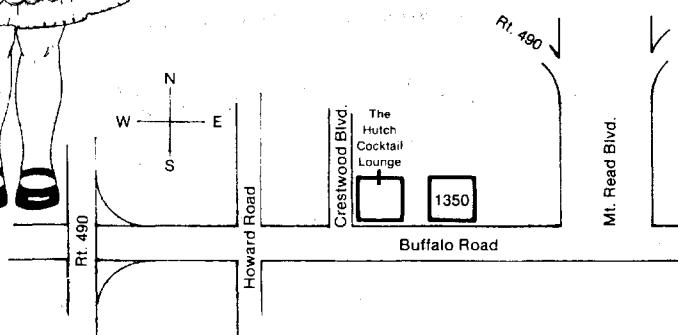 Rt. 490
N
W E
S
The
Hutch
Cocktail
Lounge
Crestwood Blvd.
1350
Mt. Read Blvd.
Rt. 490
Howard Road
Buffalo Road